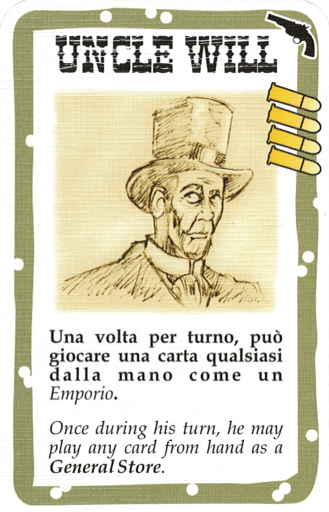 UNCLE WILL
Una volta per turno, può
giocare una carta qualsiasi
dalla mano come un
Emporio.
Once during his turn, he may
play any card from hand as a
General Store.